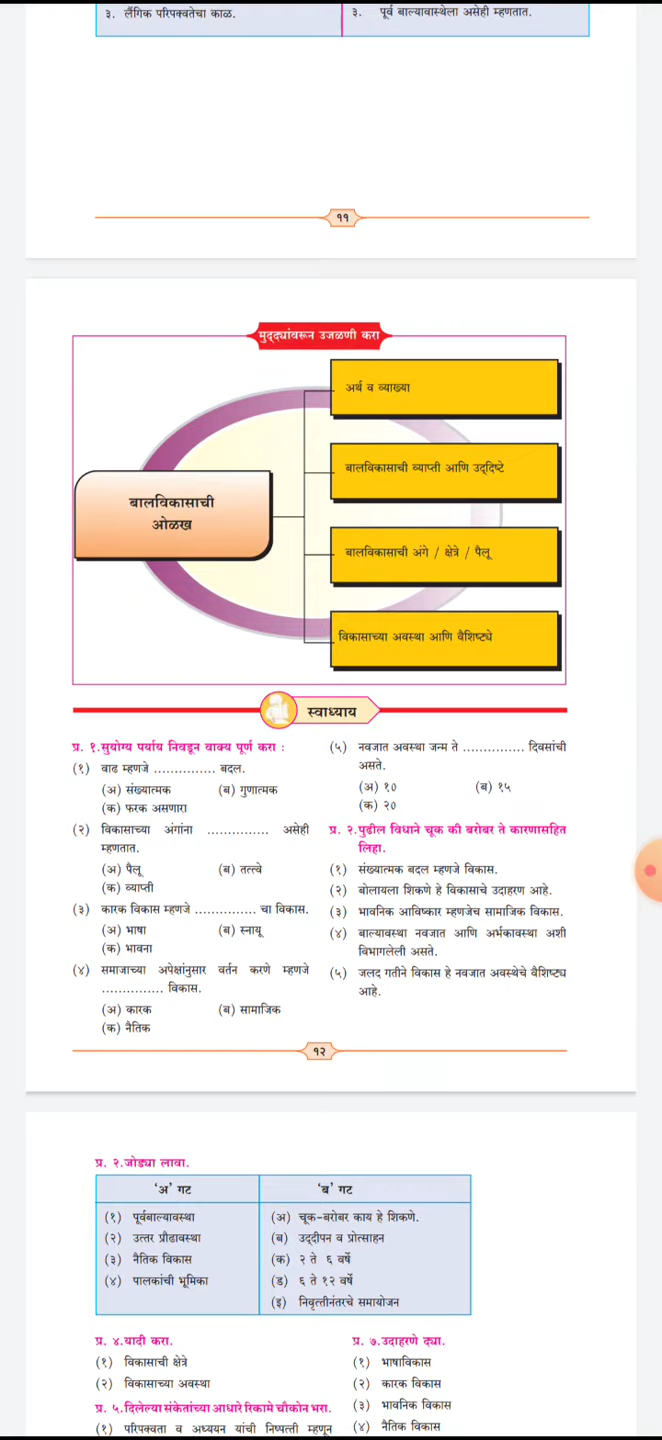 ३. लैंगिक परिपक्वतेचा काळ.
३. पूर्व बाल्यावास्थेला असेही म्हणतात.
११
मुद्द्यांवरून उजळणी करा
बालविकासाची
ओळख
अर्थ व व्याख्या
बालविकासाची व्याप्ती आणि उद्दिष्टे
बालविकासाची अंगे / क्षेत्रे / पैलू
विकासाच्या अवस्था आणि वैशिष्ट्ये
स्वाध्याय
प्र. १.सुयोग्य पर्याय निवडून वाक्य पूर्ण करा :
(१) वाढ म्हणजे ............... बदल.
(अ) संख्यात्मक (ब) गुणात्मक
(क) फरक असणारा
(२) विकासाच्या अंगांना ............... असेही
म्हणतात.
(अ) पैलू (ब) तत्त्वे
(क) व्याप्ती
(३) कारक विकास म्हणजे ............... चा विकास.
(अ) भाषा (ब) स्नायू
(क) भावना
(४) समाजाच्या अपेक्षांनुसार वर्तन करणे म्हणजे
............... विकास.
(अ) कारक (ब) सामाजिक
(क) नैतिक
(५) नवजात अवस्था जन्म ते ............... दिवसांची
असते.
(अ) १० (ब) १५
(क) २०
प्र. २.पुढील विधाने चूक की बरोबर ते कारणासहित
लिहा.
(१) संख्यात्मक बदल म्हणजे विकास.
(२) बोलायला शिकणे हे विकासाचे उदाहरण आहे.
(३) भावनिक आविष्कार म्हणजेच सामाजिक विकास.
(४) बाल्यावस्था नवजात आणि अर्भकावस्था अशी
विभागलेली असते.
(५) जलद गतीने विकास हे नवजात अवस्थेचे वैशिष्ट्य
आहे.
१२
प्र. २.जोड्या लावा.
‘अ’ गट
‘ब’ गट
(१) पूर्वबाल्यावस्था
(२) उत्तर प्रौढावस्था
(३) नैतिक विकास
(४) पालकांची भूमिका
(अ) चूक-बरोबर काय हे शिकणे.
(ब) उद्दीपन व प्रोत्साहन
(क) २ ते ६ वर्षे
(ड) ६ ते १२ वर्षे
(इ) निवृत्तीनंतरचे समायोजन
प्र. ४.यादी करा.
(१) विकासाची क्षेत्रे
(२) विकासाच्या अवस्था
प्र. ५.दिलेल्या संकेतांच्या आधारे रिकामे चौकोन भरा.
(१) परिपक्वता व अध्ययन यांची निष्पत्ती म्हणून
प्र. ७.उदाहरणे द्या.
(१) भाषाविकास
(२) कारक विकास
(३) भावनिक विकास
(४) नैतिक विकास